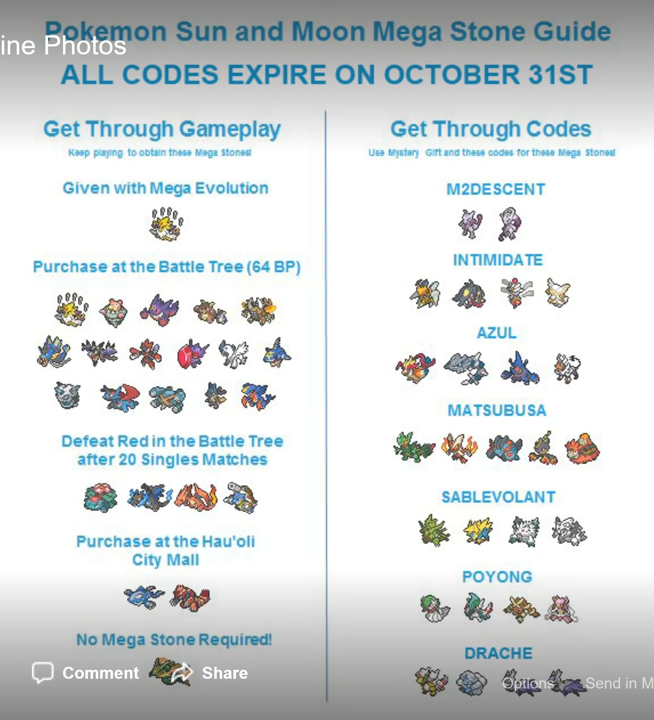 Pokemon Sun and Moon Mega Stone Guide
ine Photos
ALL CODES EXPIRE ON OCTOBER 31ST
Get Through Gameplay
Keep playing to obtain these Mega Stones!
Given with Mega Evolution
Purchase at the Battle Tree (64 BP)
Defeat Red in the Battle Tree
after 20 Singles Matches
Purchase at the Hau'oli
City Mall
No Mega Stone Required!
Get Through Codes
Use Mystery Gift and these codes for these Mega Stones!
M2DESCENT
INTIMIDATE
AZUL
MATSUBUSA
SABLEVOLANT
POYONG
DRACHE
Comment
Share
Options
Send in M